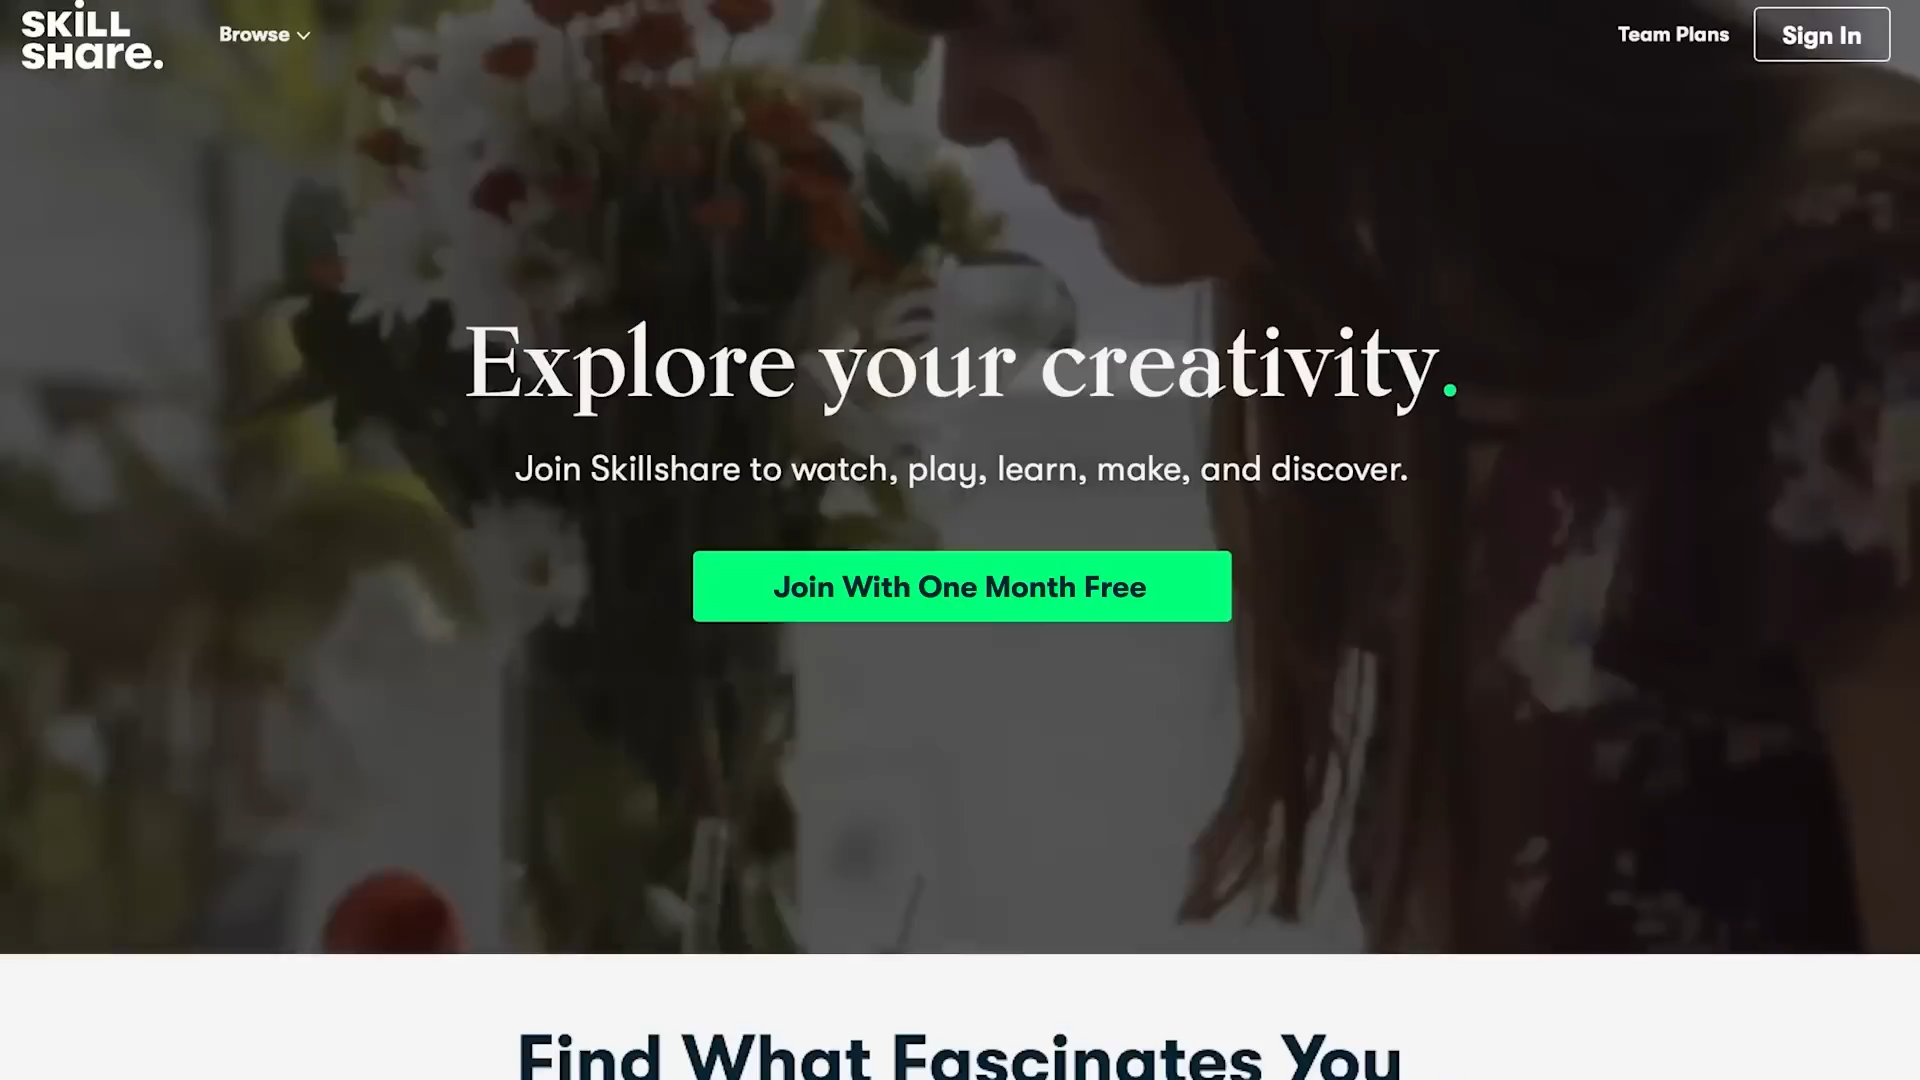 SKiLL
SHare.
Browse
Team Plans
Sign In
Explore your creativity.
Join Skillshare to watch, play, learn, make, and discover.
Join With One Month Free
Find What Fascinates You